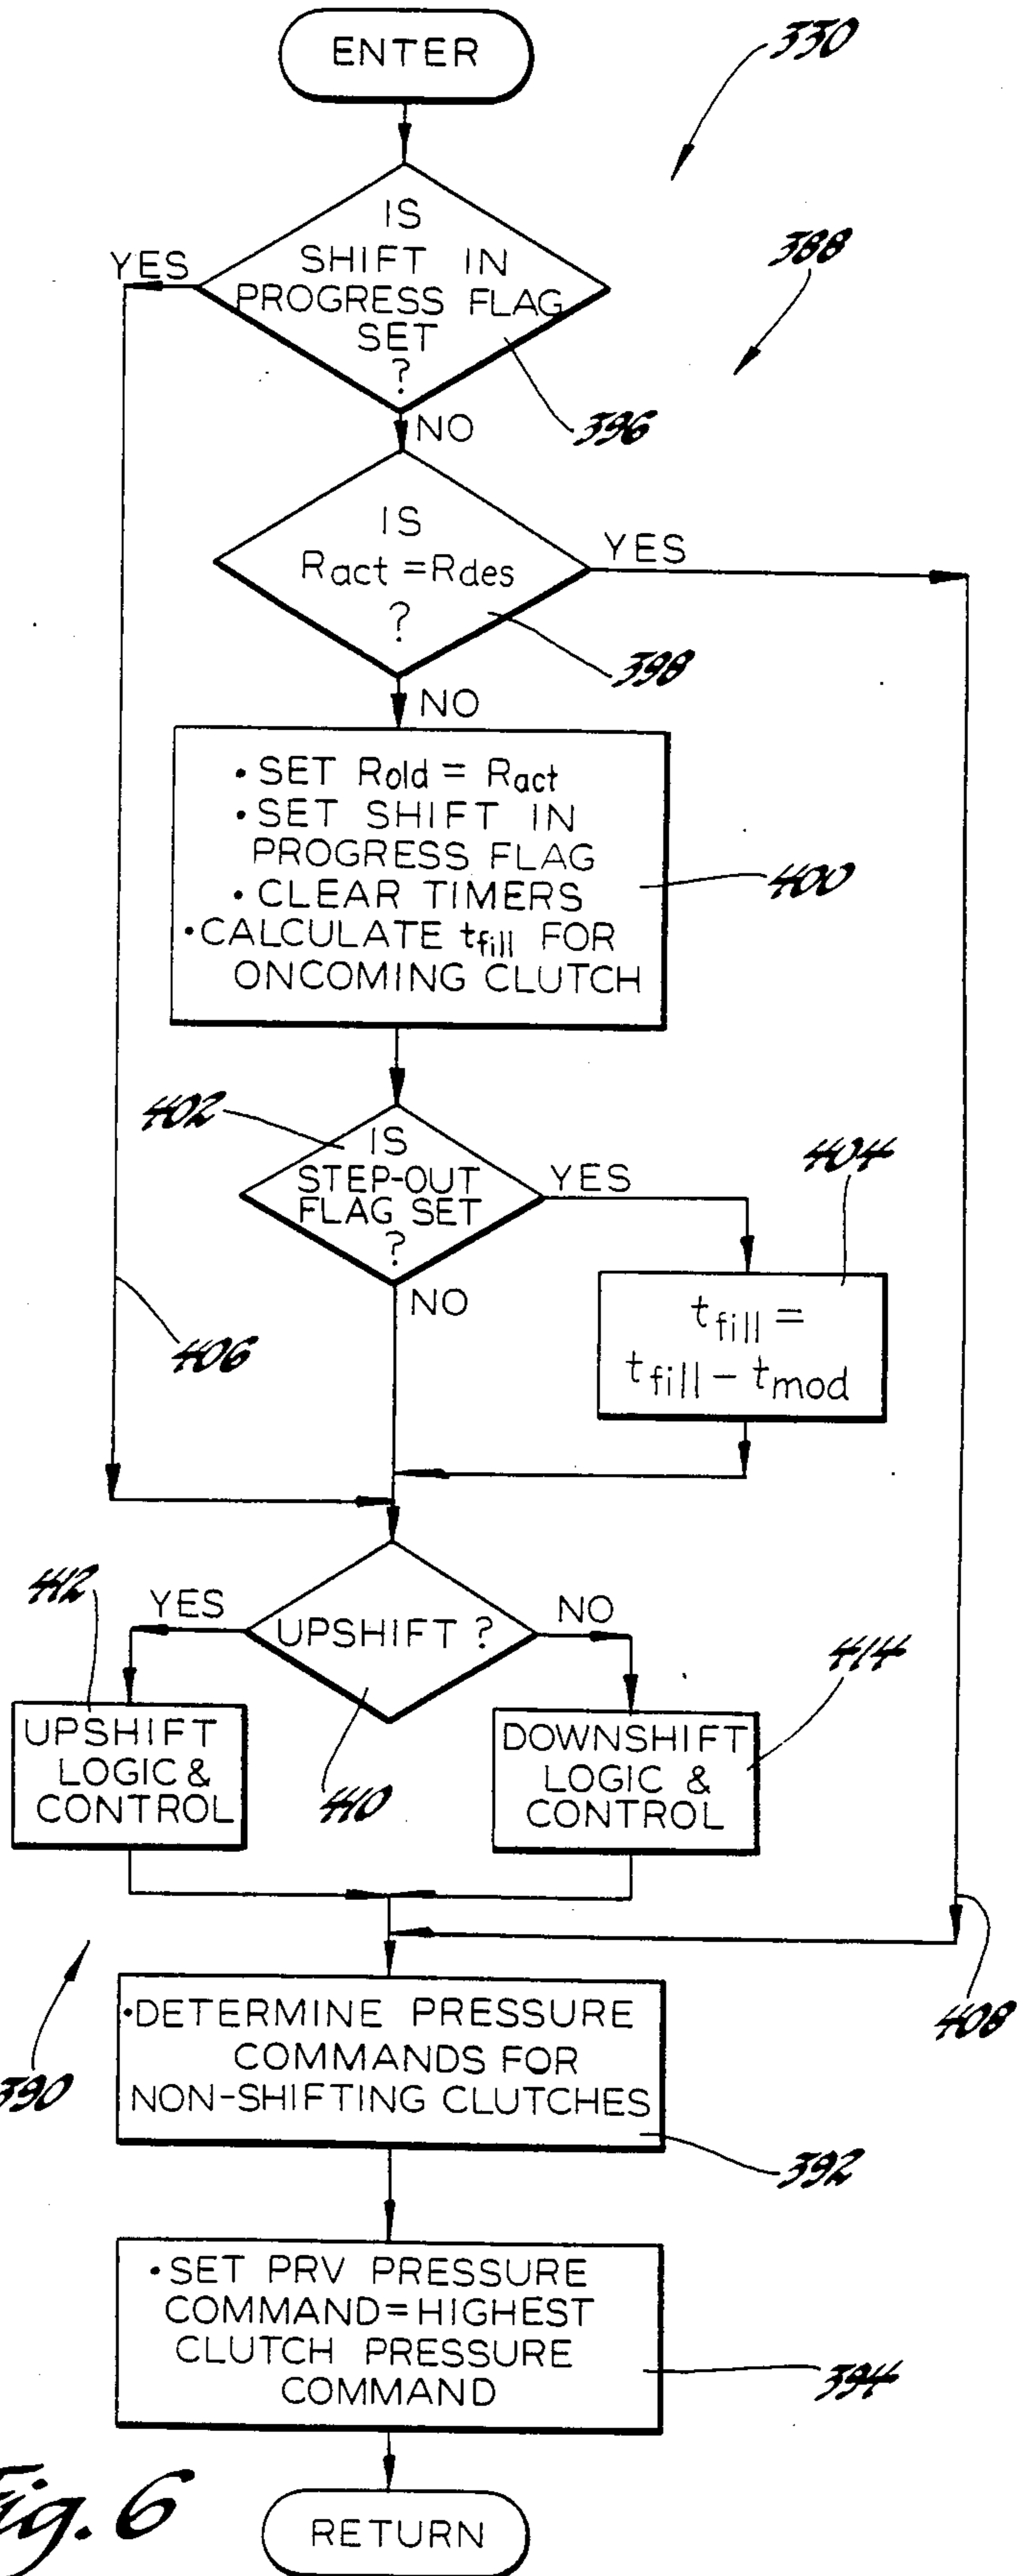 ENTER
330
IS
SHIFT IN
PROGRESS FLAG
SET
?
YES
388
396
NO
IS
Ract = Rdes
?
YES
398
NO
• SET Rold = Ract
• SET SHIFT IN
PROGRESS FLAG
• CLEAR TIMERS
• CALCULATE tfill FOR
ONCOMING CLUTCH
400
402
IS
STEP-OUT
FLAG SET
?
YES
404
NO
tfill =
tfill - tmod
406
UPSHIFT ?
YES
NO
412
414
410
UPSHIFT
LOGIC &
CONTROL
DOWNSHIFT
LOGIC &
CONTROL
408
390
• DETERMINE PRESSURE
COMMANDS FOR
NON-SHIFTING CLUTCHES
392
• SET PRV PRESSURE
COMMAND = HIGHEST
CLUTCH PRESSURE
COMMAND
394
Fig. 6
RETURN